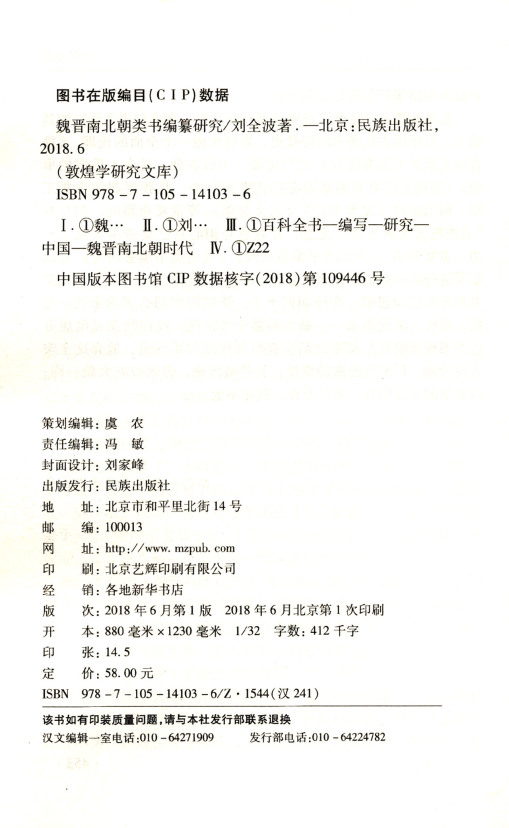 图书在版编目(CIP)数据
魏晋南北朝类书编纂研究/刘全波著.—北京:民族出版社,
2018.6
(敦煌学研究文库)
ISBN 978-7-105-14103-6
Ⅰ.①魏… Ⅱ.①刘… Ⅲ.①百科全书—编写—研究—
中国—魏晋南北朝时代 Ⅳ.①Z22
中国版本图书馆 CIP 数据核字(2018)第 109446 号
策划编辑:虞 农
责任编辑:冯 敏
封面设计:刘家峰
出版发行:民族出版社
地 址:北京市和平里北街 14 号
邮 编:100013
网 址:http://www.mzpub.com
印 刷:北京艺辉印刷有限公司
经 销:各地新华书店
版 次:2018 年 6 月第 1 版 2018 年 6 月北京第 1 次印刷
开 本:880 毫米×1230 毫米 1/32 字数:412 千字
印 张:14.5
定 价:58.00 元
ISBN 978-7-105-14103-6/Z·1544(汉 241)
该书如有印装质量问题,请与本社发行部联系退换
汉文编辑一室电话:010-64271909 发行部电话:010-64224782